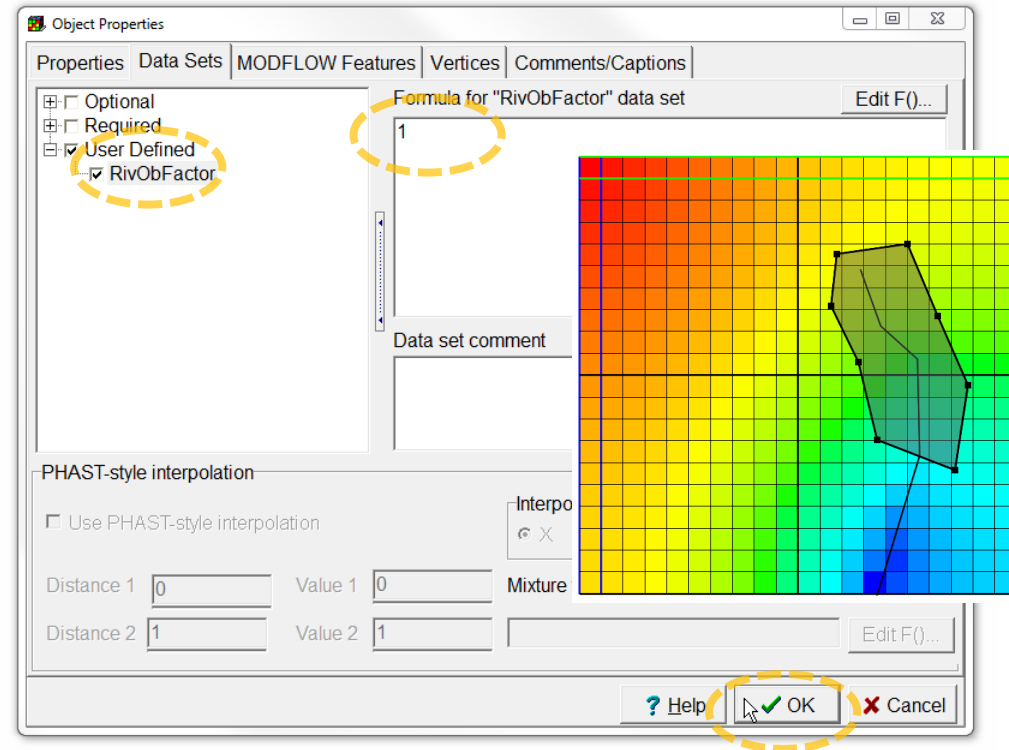 Object Properties
Properties Data Sets MODFLOW Features Vertices Comments/Captions
Optional
Required
User Defined
RivObFactor
Formula for "RivObFactor" data set Edit F()...
1
Data set comment
PHAST-style interpolation
Use PHAST-style interpolation
Interpo
X
Distance 1 0 Value 1 0 Mixture
Distance 2 1 Value 2 1 Edit F()...
? Help OK Cancel